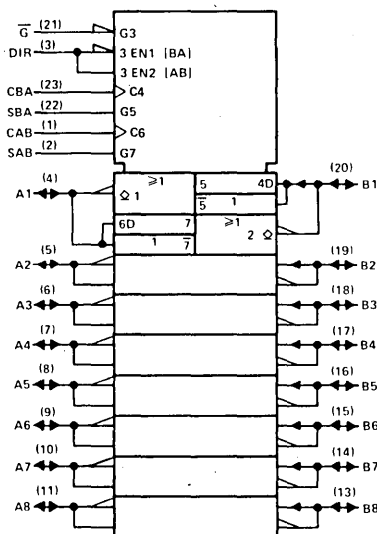 G̅ (21) G3
DIR (3) 3 EN1 [BA]
3 EN2 [AB]
CBA (23) C4
SBA (22) G5
CAB (1) C6
SAB (2) G7
A1 (4) ≥1 5 4D (20) B1
◇ 1 5̅ 1
6D 7 ≥1
1 7̅ 2 ◇
A2 (5) (19) B2
A3 (6) (18) B3
A4 (7) (17) B4
A5 (8) (16) B5
A6 (9) (15) B6
A7 (10) (14) B7
A8 (11) (13) B8